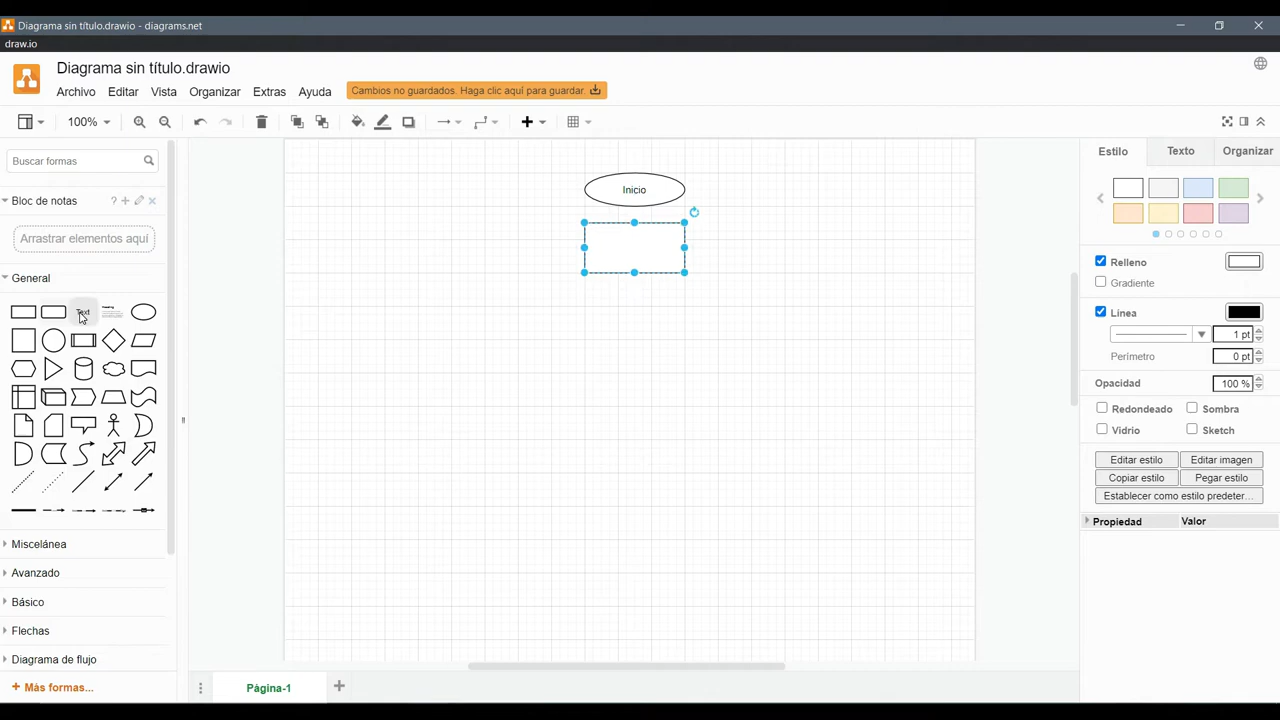 Diagrama sin título.drawio - diagrams.net
draw.io
Diagrama sin título.drawio
Archivo Editar Vista Organizar Extras Ayuda Cambios no guardados. Haga clic aquí para guardar.
100%
Buscar formas
Bloc de notas ?
Arrastrar elementos aquí
General
Text Heading
Miscelánea
Avanzado
Básico
Flechas
Diagrama de flujo
+ Más formas...
Inicio
Página-1
Estilo Texto Organizar
Relleno
Gradiente
Línea
1 pt
Perímetro 0 pt
Opacidad 100 %
Redondeado Sombra
Vidrio Sketch
Editar estilo Editar imagen
Copiar estilo Pegar estilo
Establecer como estilo predeter...
Propiedad Valor